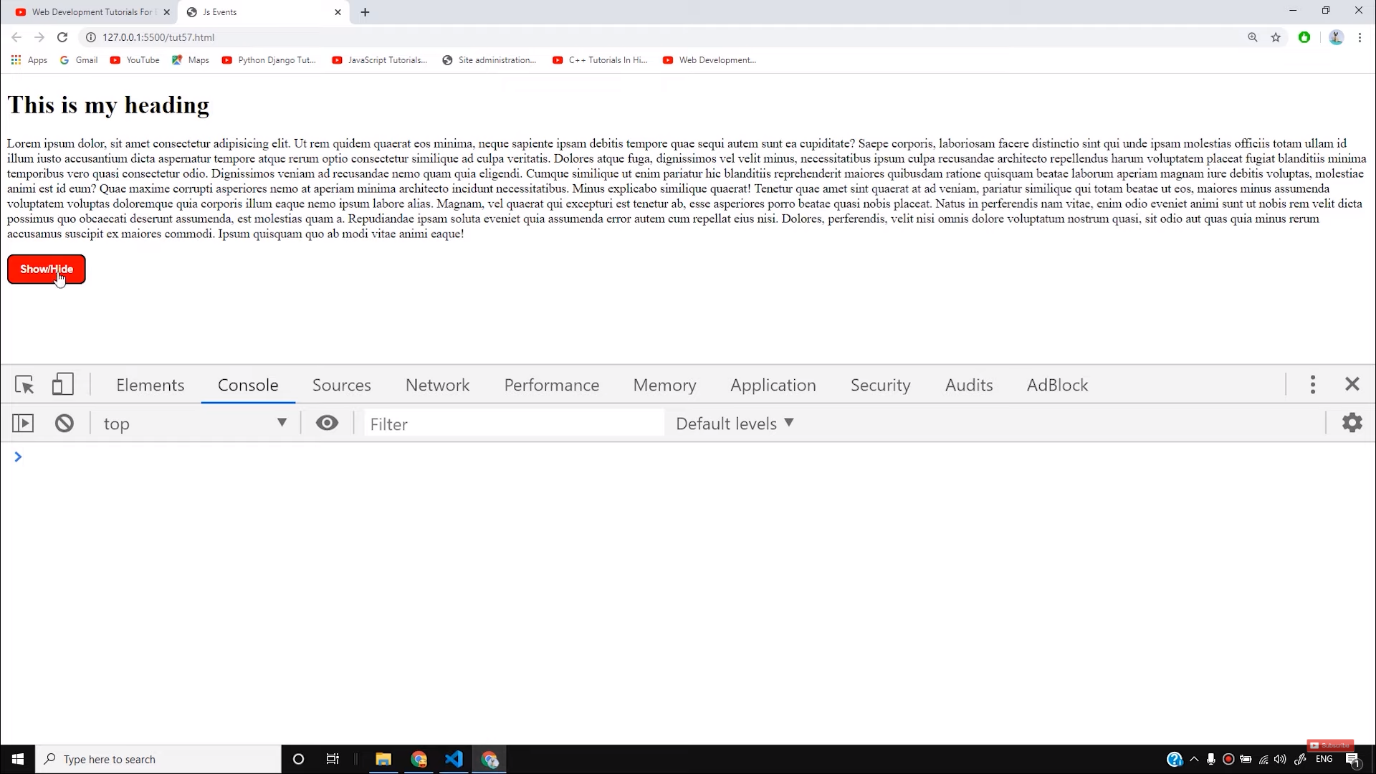 Web Development Tutorials For
Js Events
127.0.0.1:5500/tut57.html
Apps
Gmail
YouTube
Maps
Python Django Tut...
JavaScript Tutorials...
Site administration...
C++ Tutorials In Hi...
Web Development...
This is my heading
Lorem ipsum dolor, sit amet consectetur adipisicing elit. Ut rem quidem quaerat eos minima, neque sapiente ipsam debitis tempore quae sequi autem sunt ea cupiditate? Saepe corporis, laboriosam facere distinctio sint qui unde ipsam molestias officiis totam ullam id
illum iusto accusantium dicta aspernatur tempore atque rerum optio consectetur similique ad culpa veritatis. Dolores atque fuga, dignissimos vel velit minus, necessitatibus ipsum culpa recusandae architecto repellendus harum voluptatem placeat fugiat blanditiis maxime
temporibus vero quasi consectetur odio. Dignissimos veniam ad recusandae nemo quam quia eligendi. Cumque similique ut enim pariatur hic blanditiis reprehenderit maiores quibusdam ratione quisquam beatae laborum aperiam magnam iure debitis voluptas, molestiae
animi est id eum? Quae maxime corrupti asperiores nemo at aperiam minima architecto incidunt necessitatibus. Minus explicabo similique quaerat! Tenetur quae amet sint quaerat at ad veniam, pariatur similique qui totam beatae ut eos, maiores minus assumenda
voluptatem voluptas doloremque quia corporis illum eaque nemo ipsum labore alias. Magnam, vel quaerat qui excepturi est tenetur ab, esse asperiores porro beatae quasi nobis placeat. Natus in perferendis nam vitae, enim odio eveniet animi sunt ut nobis rem velit dicta
possimus quo obcaecati deserunt assumenda, est molestias quam a. Repudiandae ipsam soluta eveniet quia assumenda error autem cum repellat eius nisi. Dolores, perferendis, velit nisi omnis dolore voluptatum nostrum quasi, sit odio aut quas quia minus rerum
accusamus suscipit ex maiores commodi. Ipsum quisquam quo ab modi vitae animi eaque!
Show/Hide
Elements
Console
Sources
Network
Performance
Memory
Application
Security
Audits
AdBlock
top
Filter
Default levels
Type here to search
Subscribe
ENG
1